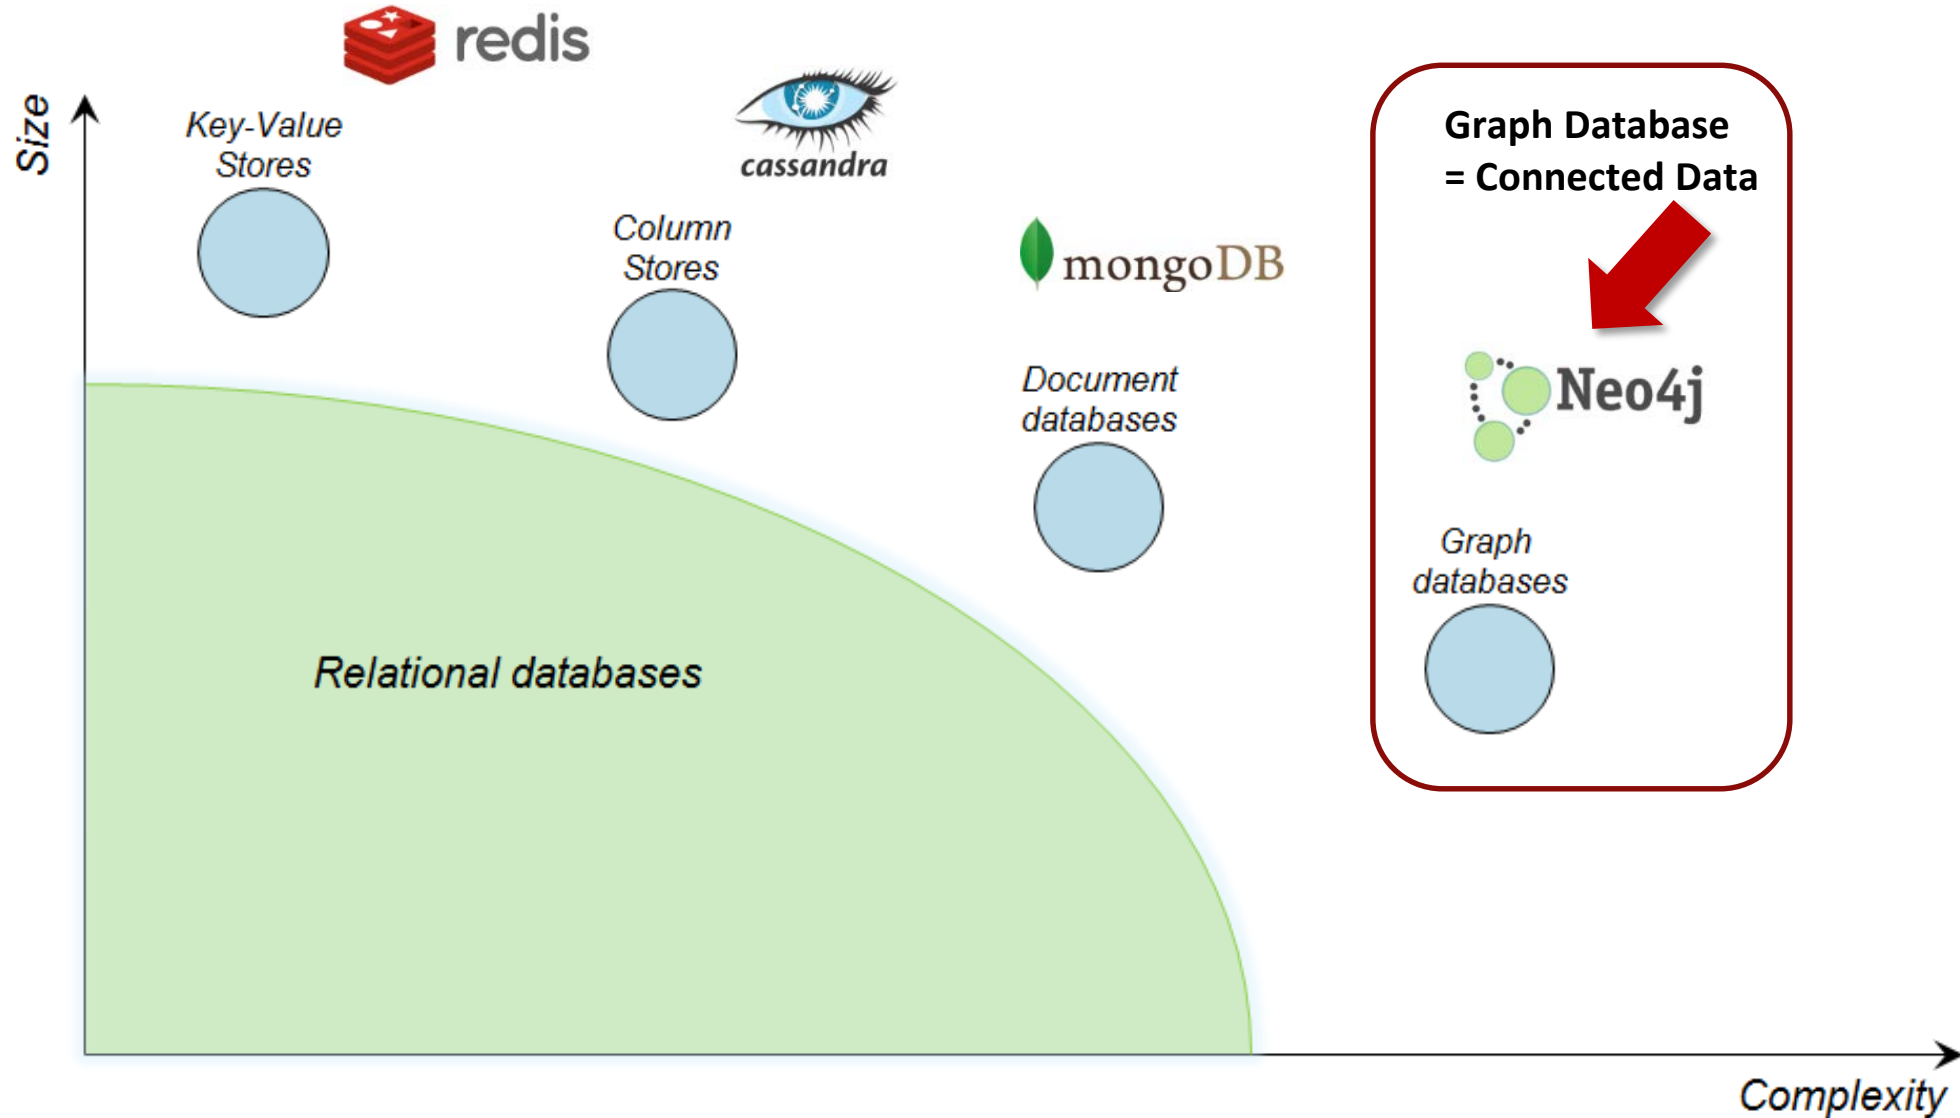 redis
Size
Key-Value
Stores
cassandra
Column
Stores
mongoDB
Document
databases
Graph Database
= Connected Data
Neo4j
Graph
databases
Relational databases
Complexity